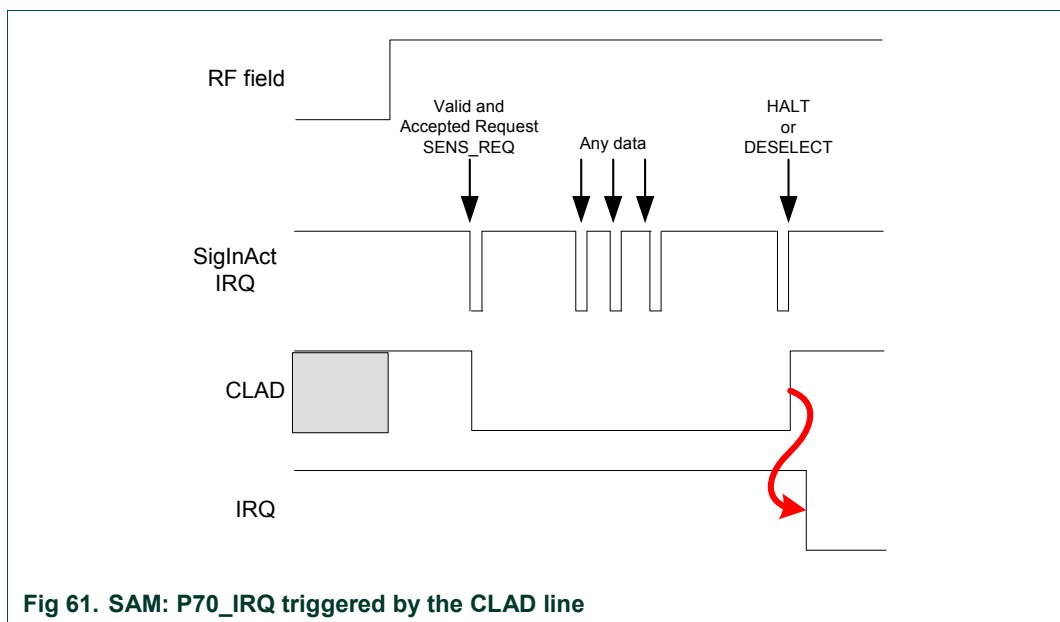 RF field
Valid and
Accepted Request
SENS_REQ
Any data
HALT
or
DESELECT
SigInAct
IRQ
CLAD
IRQ
Fig 61. SAM: P70_IRQ triggered by the CLAD line